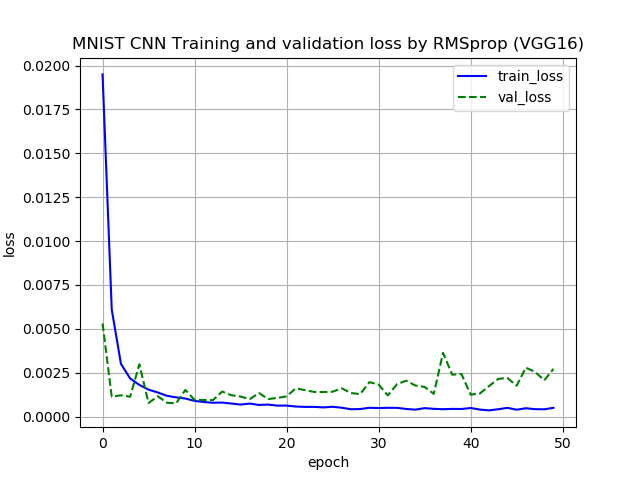 MNIST CNN Training and validation loss by RMSprop (VGG16)
train_loss
val_loss
loss
0.0200
0.0175
0.0150
0.0125
0.0100
0.0075
0.0050
0.0025
0.0000
0 10 20 30 40 50
epoch